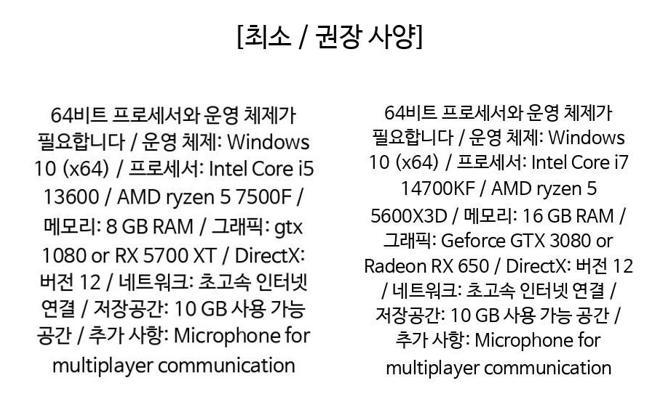 [최소 / 권장 사양]
64비트 프로세서와 운영 체제가
필요합니다 / 운영 체제: Windows
10 (x64) / 프로세서: Intel Core i5
13600 / AMD ryzen 5 7500F /
메모리: 8 GB RAM / 그래픽: gtx
1080 or RX 5700 XT / DirectX:
버전 12 / 네트워크: 초고속 인터넷
연결 / 저장공간: 10 GB 사용 가능
공간 / 추가 사항: Microphone for
multiplayer communication
64비트 프로세서와 운영 체제가
필요합니다 / 운영 체제: Windows
10 (x64) / 프로세서: Intel Core i7
14700KF / AMD ryzen 5
5600X3D / 메모리: 16 GB RAM /
그래픽: Geforce GTX 3080 or
Radeon RX 650 / DirectX: 버전 12
/ 네트워크: 초고속 인터넷 연결 /
저장공간: 10 GB 사용 가능 공간 /
추가 사항: Microphone for
multiplayer communication